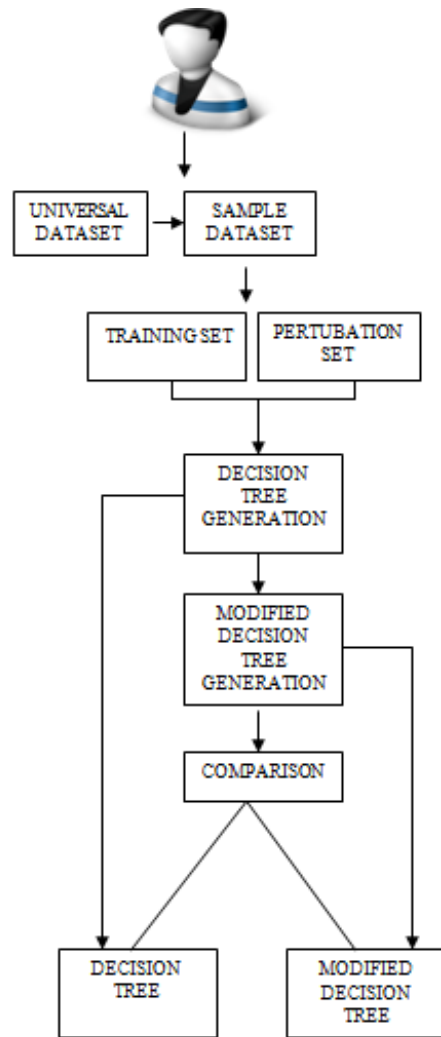 UNIVERSAL
DATASET
SAMPLE
DATASET
TRAINING SET
PERTUBATION
SET
DECISION
TREE
GENERATION
MODIFIED
DECISION
TREE
GENERATION
COMPARISON
DECISION
TREE
MODIFIED
DECISION
TREE